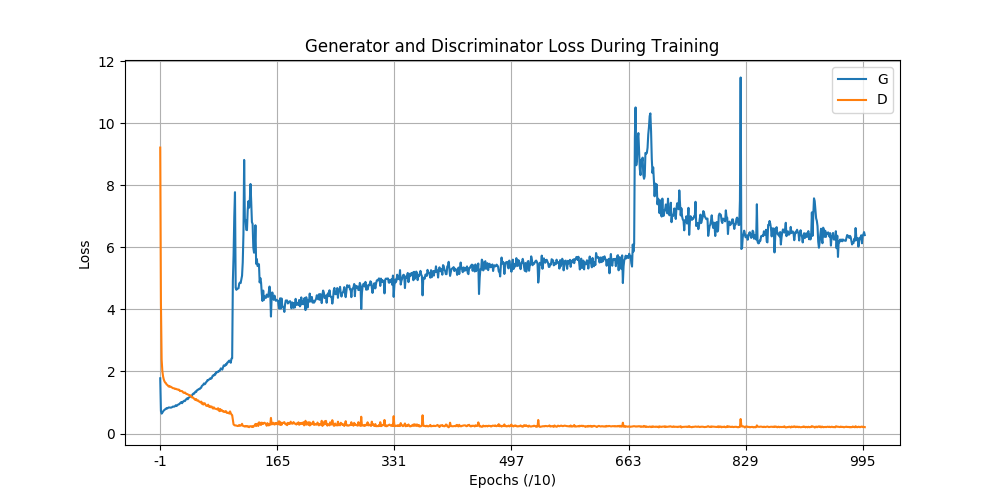 Generator and Discriminator Loss During Training
12
10
8
6
4
2
0
Loss
G
D
-1
165
331
497
663
829
995
Epochs (/10)